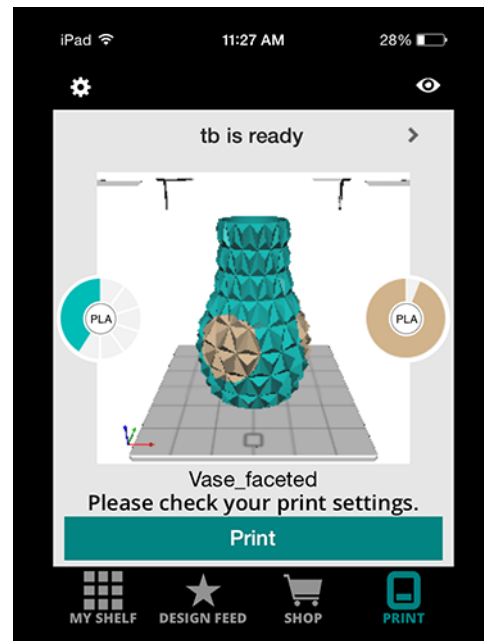 iPad 11:27 AM 28%
tb is ready
PLA PLA
Vase_faceted
Please check your print settings.
Print
MY SHELF DESIGN FEED SHOP PRINT